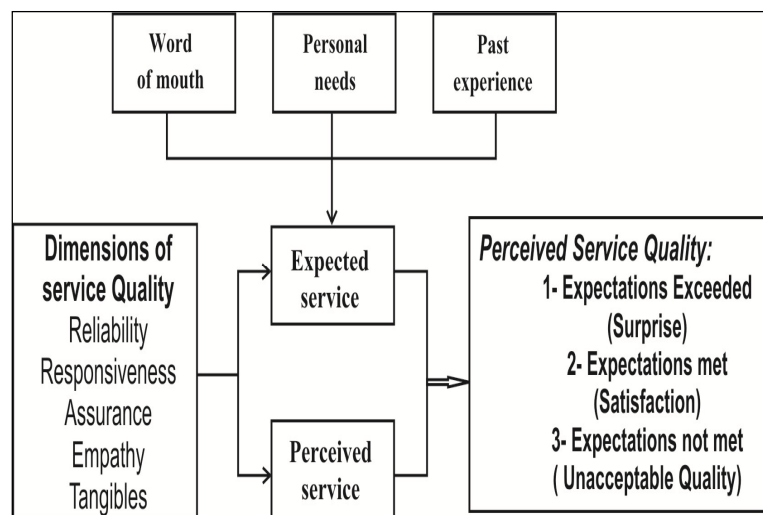 Word
of mouth
Personal
needs
Past
experience
Dimensions of
service Quality
Reliability
Responsiveness
Assurance
Empathy
Tangibles
Expected
service
Perceived
service
Perceived Service Quality:
1- Expectations Exceeded
(Surprise)
2- Expectations met
(Satisfaction)
3- Expectations not met
( Unacceptable Quality)